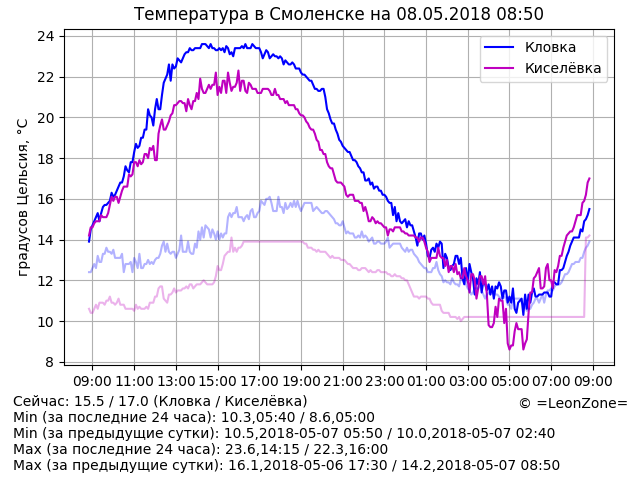 Температура в Смоленске на 08.05.2018 08:50
градусов Цельсия, °C
24
22
20
18
16
14
12
10
8
Кловка
Киселёвка
09:00 11:00 13:00 15:00 17:00 19:00 21:00 23:00 01:00 03:00 05:00 07:00 09:00
Сейчас: 15.5 / 17.0 (Кловка / Киселёвка)
© =LeonZone=
Min (за последние 24 часа): 10.3,05:40 / 8.6,05:00
Min (за предыдущие сутки): 10.5,2018-05-07 05:50 / 10.0,2018-05-07 02:40
Max (за последние 24 часа): 23.6,14:15 / 22.3,16:00
Max (за предыдущие сутки): 16.1,2018-05-06 17:30 / 14.2,2018-05-07 08:50